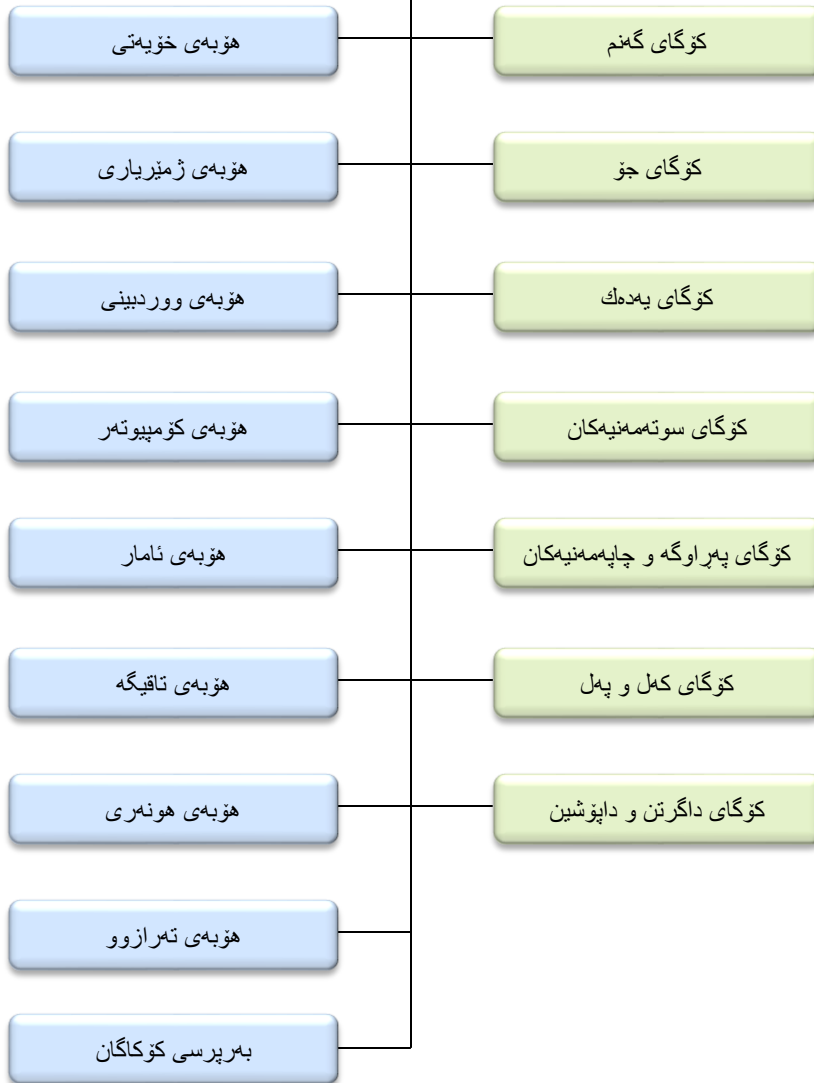 کۆگای گەنم
هۆبەی خۆیەتی
کۆگای جۆ
هۆبەی ژمێریاری
کۆگای یەدەك
هۆبەی ووردبینی
کۆگای سوتەمەنیەکان
هۆبەی کۆمپیوتەر
کۆگای پەڕاوگە و چاپەمەنیەکان
هۆبەی ئامار
کۆگای کەل و پەل
هۆبەی تاقیگە
کۆگای داگرتن و داپۆشین
هۆبەی هونەری
هۆبەی تەرازوو
بەرپرسی کۆکاگان